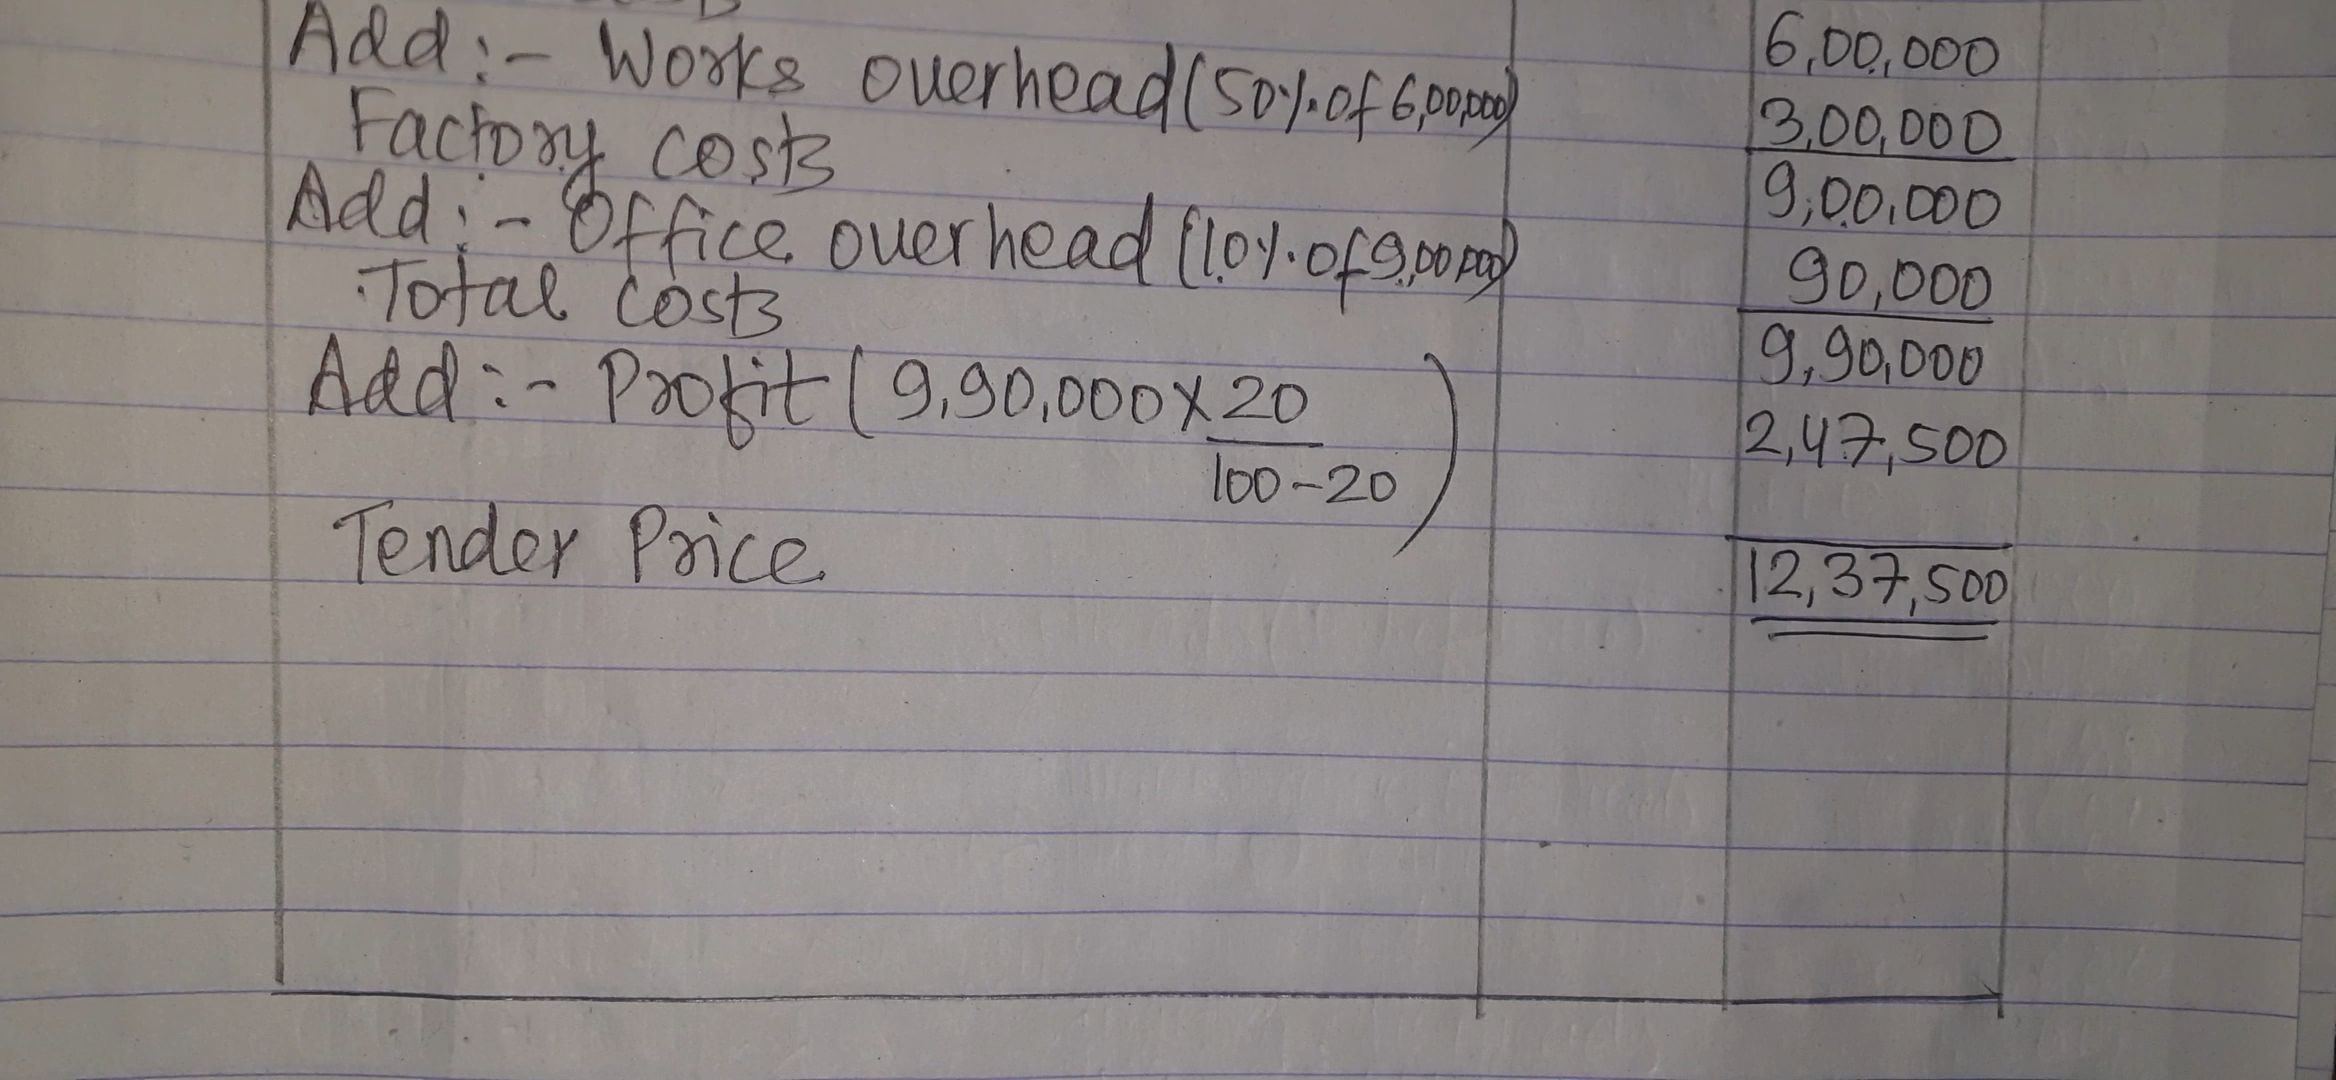 6,00,000
Add:- Works overhead (50% of 6,00,000) 3,00,000
Factory costs 9,00,000
Add:- Office overhead (10% of 9,00,000) 90,000
Total costs 9,90,000
Add:- Profit (9,90,000 x 20 2,47,500
100-20)
Tender Price 12,37,500